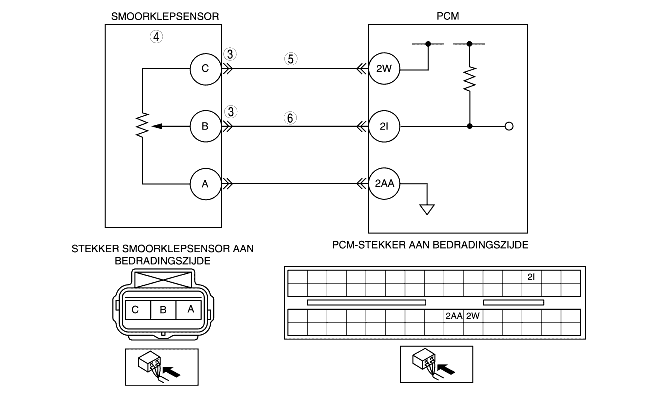 SMOORKLEPSENSOR
PCM
4
C
3
5
2W
B
3
6
2I
A
2AA
STEKKER SMOORKLEPSENSOR AAN
BEDRADINGSZIJDE
PCM-STEKKER AAN BEDRADINGSZIJDE
C B A
2I
2AA 2W